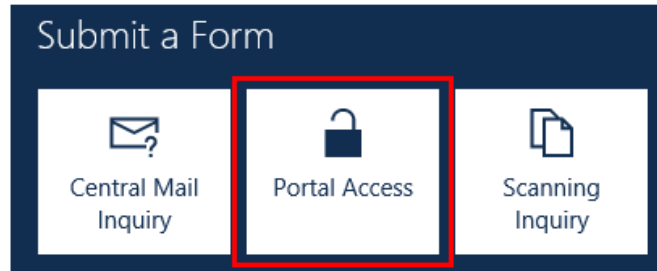 Submit a Form
Central Mail
Inquiry
Portal Access
Scanning
Inquiry